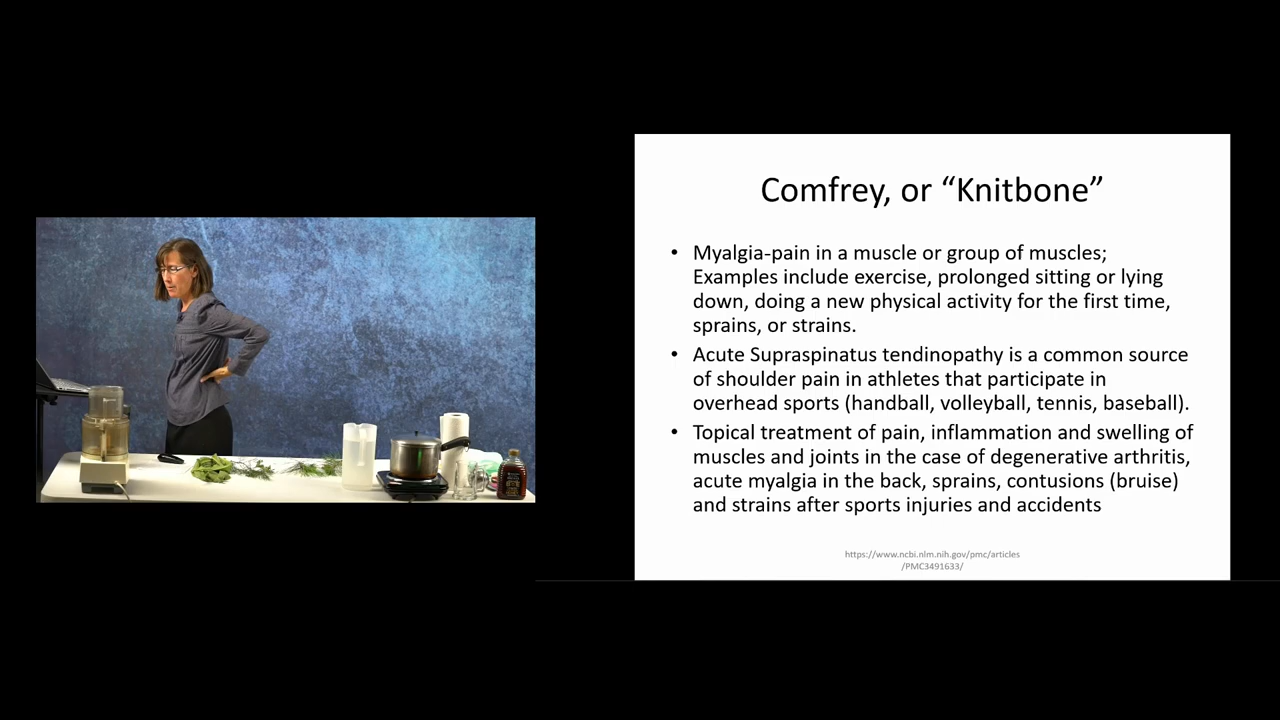 Comfrey, or “Knitbone”
• Myalgia-pain in a muscle or group of muscles;
Examples include exercise, prolonged sitting or lying
down, doing a new physical activity for the first time,
sprains, or strains.
• Acute Supraspinatus tendinopathy is a common source
of shoulder pain in athletes that participate in
overhead sports (handball, volleyball, tennis, baseball).
• Topical treatment of pain, inflammation and swelling of
muscles and joints in the case of degenerative arthritis,
acute myalgia in the back, sprains, contusions (bruise)
and strains after sports injuries and accidents
https://www.ncbi.nlm.nih.gov/pmc/articles
/PMC3491633/